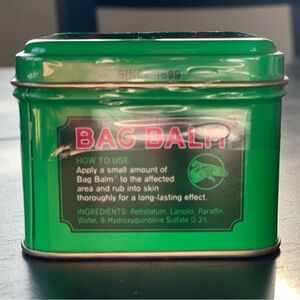 SINCE 1899
BAG BALM
HOW TO USE
Apply a small amount of
Bag Balm® to the affected
area and rub into skin
thoroughly for a long-lasting effect.
INGREDIENTS: Petrolatum, Lanolin, Paraffin,
Water, 8-Hydroxyquinoline Sulfate 0.3%